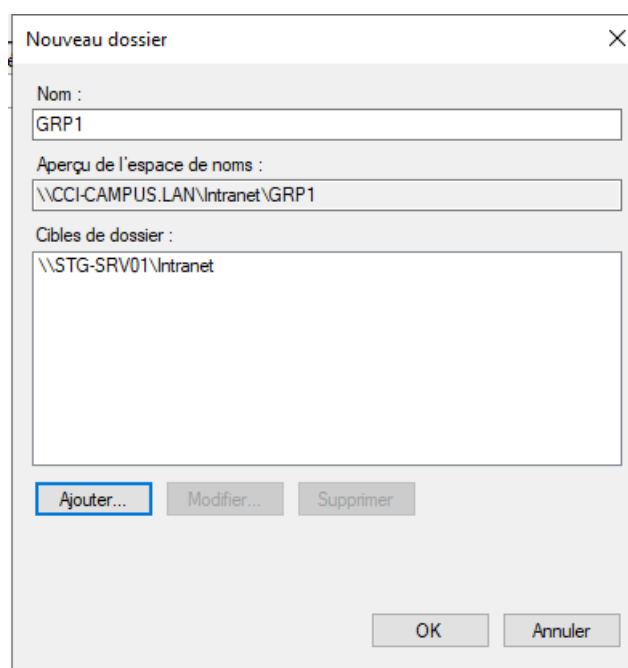 Nouveau dossier
Nom :
GRP1
Aperçu de l'espace de noms :
\\CCI-CAMPUS.LAN\Intranet\GRP1
Cibles de dossier :
\\STG-SRV01\Intranet
Ajouter... Modifier... Supprimer
OK Annuler